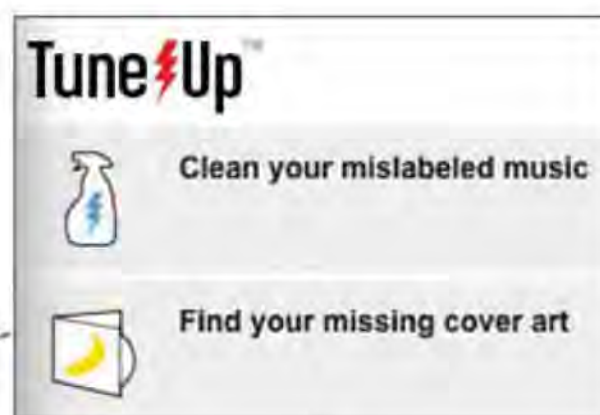 Tune Up™
Clean your mislabeled music
Find your missing cover art